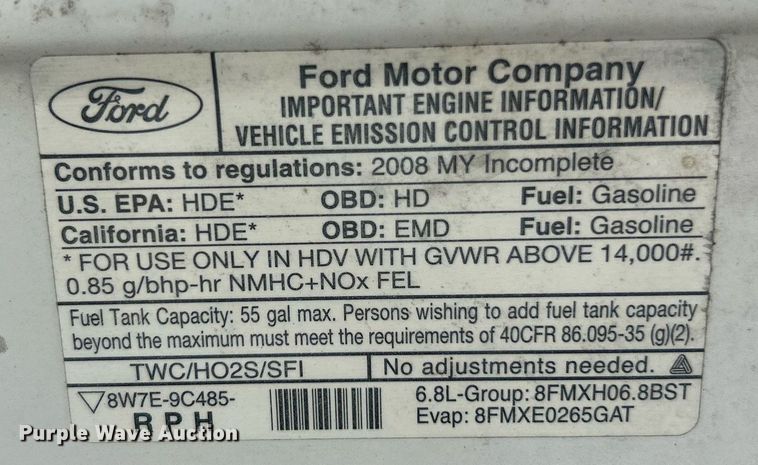 Ford
Ford Motor Company
IMPORTANT ENGINE INFORMATION/
VEHICLE EMISSION CONTROL INFORMATION
Conforms to regulations: 2008 MY Incomplete
U.S. EPA: HDE* OBD: HD Fuel: Gasoline
California: HDE* OBD: EMD Fuel: Gasoline
* FOR USE ONLY IN HDV WITH GVWR ABOVE 14,000#.
0.85 g/bhp-hr NMHC+NOx FEL
Fuel Tank Capacity: 55 gal max. Persons wishing to add fuel tank capacity
beyond the maximum must meet the requirements of 40CFR 86.095-35 (g)(2).
TWC/HO2S/SFI No adjustments needed.
8W7E-9C485- 6.8L-Group: 8FMXH06.8BST
RPH Evap: 8FMXE0265GAT
Purple Wave Auction